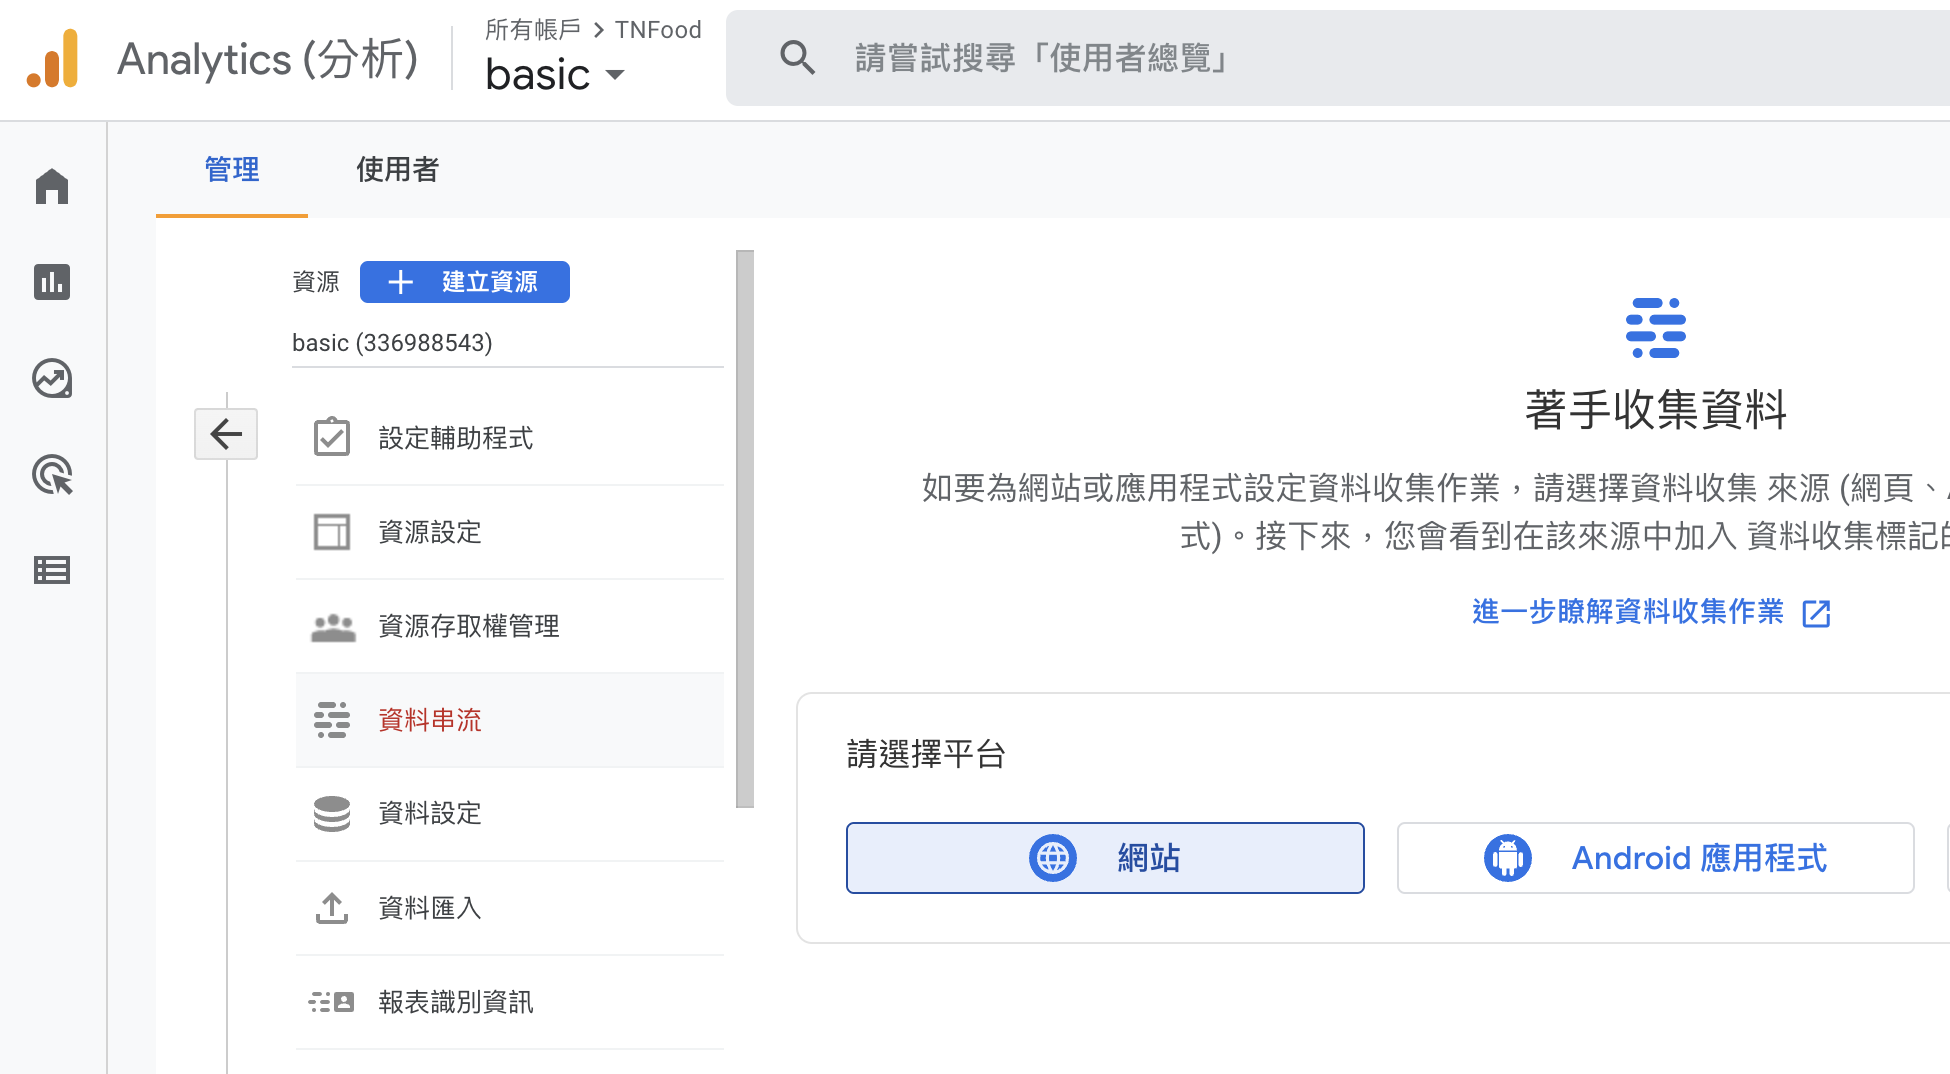 Analytics (分析)
所有帳戶 > TNFood
basic
請嘗試搜尋「使用者總覽」
管理
使用者
資源
建立資源
basic (336988543)
設定輔助程式
資源設定
資源存取權管理
資料串流
資料設定
資料匯入
報表識別資訊
著手收集資料
如要為網站或應用程式設定資料收集作業，請選擇資料收集 來源 (網頁、
式)。接下來，您會看到在該來源中加入 資料收集標記
進一步瞭解資料收集作業
請選擇平台
網站
Android 應用程式